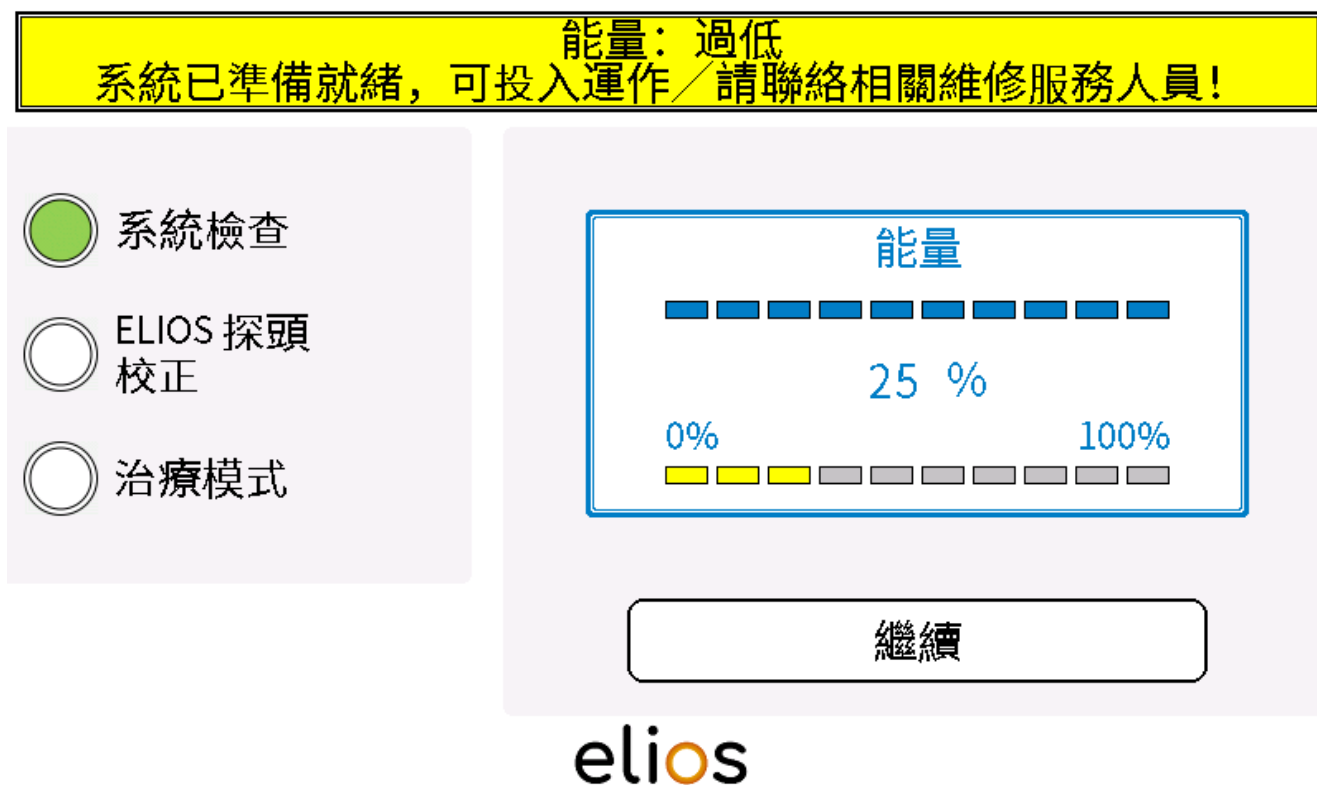 能量：過低
系統已準備就緒，可投入運作／請聯絡相關維修服務人員！
系統檢查
ELIOS 探頭
校正
治療模式
能量
25 %
0% 100%
繼續
elios